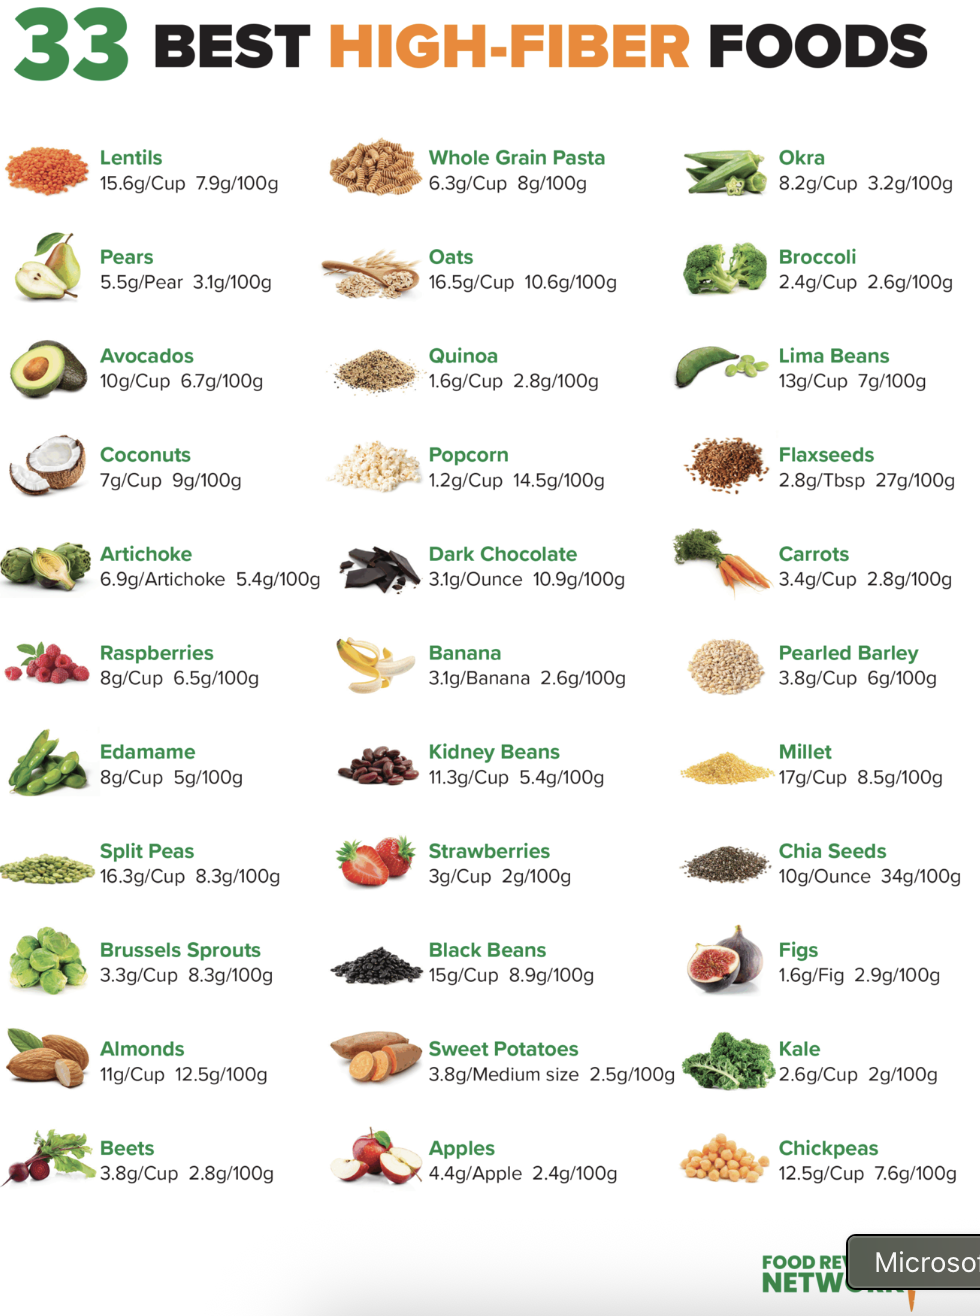 33 BEST HIGH-FIBER FOODS
Lentils
15.6g/Cup 7.9g/100g
Whole Grain Pasta
6.3g/Cup 8g/100g
Okra
8.2g/Cup 3.2g/100g
Pears
5.5g/Pear 3.1g/100g
Oats
16.5g/Cup 10.6g/100g
Broccoli
2.4g/Cup 2.6g/100g
Avocados
10g/Cup 6.7g/100g
Quinoa
1.6g/Cup 2.8g/100g
Lima Beans
13g/Cup 7g/100g
Coconuts
7g/Cup 9g/100g
Popcorn
1.2g/Cup 14.5g/100g
Flaxseeds
2.8g/Tbsp 27g/100g
Artichoke
6.9g/Artichoke 5.4g/100g
Dark Chocolate
3.1g/Ounce 10.9g/100g
Carrots
3.4g/Cup 2.8g/100g
Raspberries
8g/Cup 6.5g/100g
Banana
3.1g/Banana 2.6g/100g
Pearled Barley
3.8g/Cup 6g/100g
Edamame
8g/Cup 5g/100g
Kidney Beans
11.3g/Cup 5.4g/100g
Millet
17g/Cup 8.5g/100g
Split Peas
16.3g/Cup 8.3g/100g
Strawberries
3g/Cup 2g/100g
Chia Seeds
10g/Ounce 34g/100g
Brussels Sprouts
3.3g/Cup 8.3g/100g
Black Beans
15g/Cup 8.9g/100g
Figs
1.6g/Fig 2.9g/100g
Almonds
11g/Cup 12.5g/100g
Sweet Potatoes
3.8g/Medium size 2.5g/100g
Kale
2.6g/Cup 2g/100g
Beets
3.8g/Cup 2.8g/100g
Apples
4.4g/Apple 2.4g/100g
Chickpeas
12.5g/Cup 7.6g/100g
FOOD